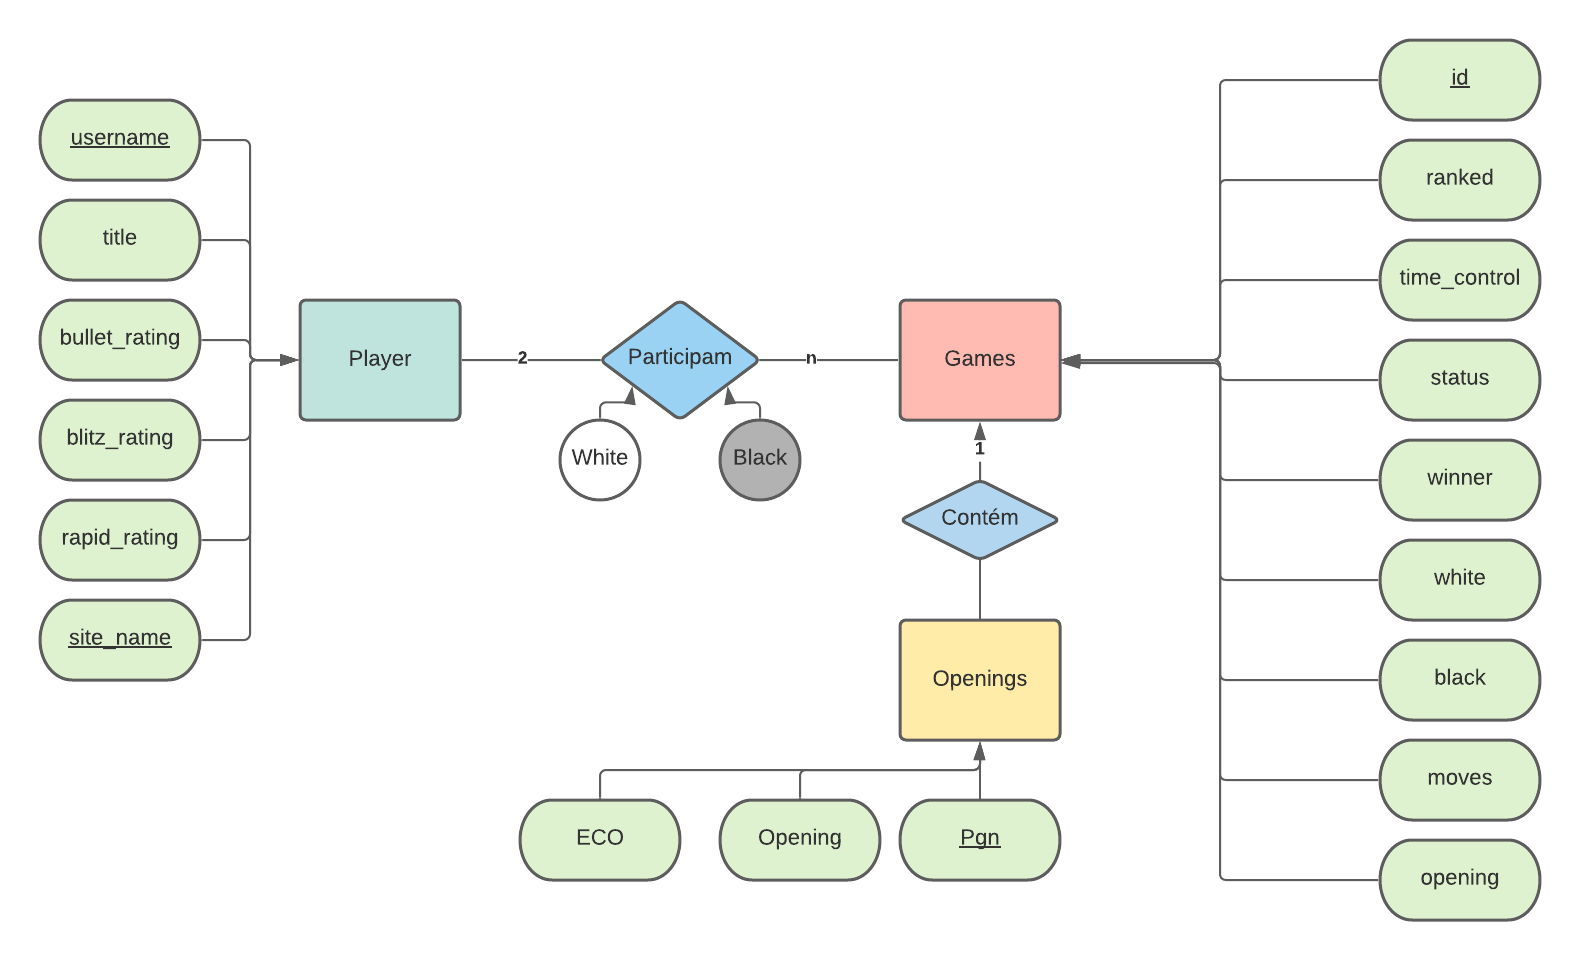 username
title
bullet_rating
blitz_rating
rapid_rating
site_name
Player
2
Participam
n
White
Black
Games
1
Contém
Openings
ECO
Opening
Pgn
id
ranked
time_control
status
winner
white
black
moves
opening